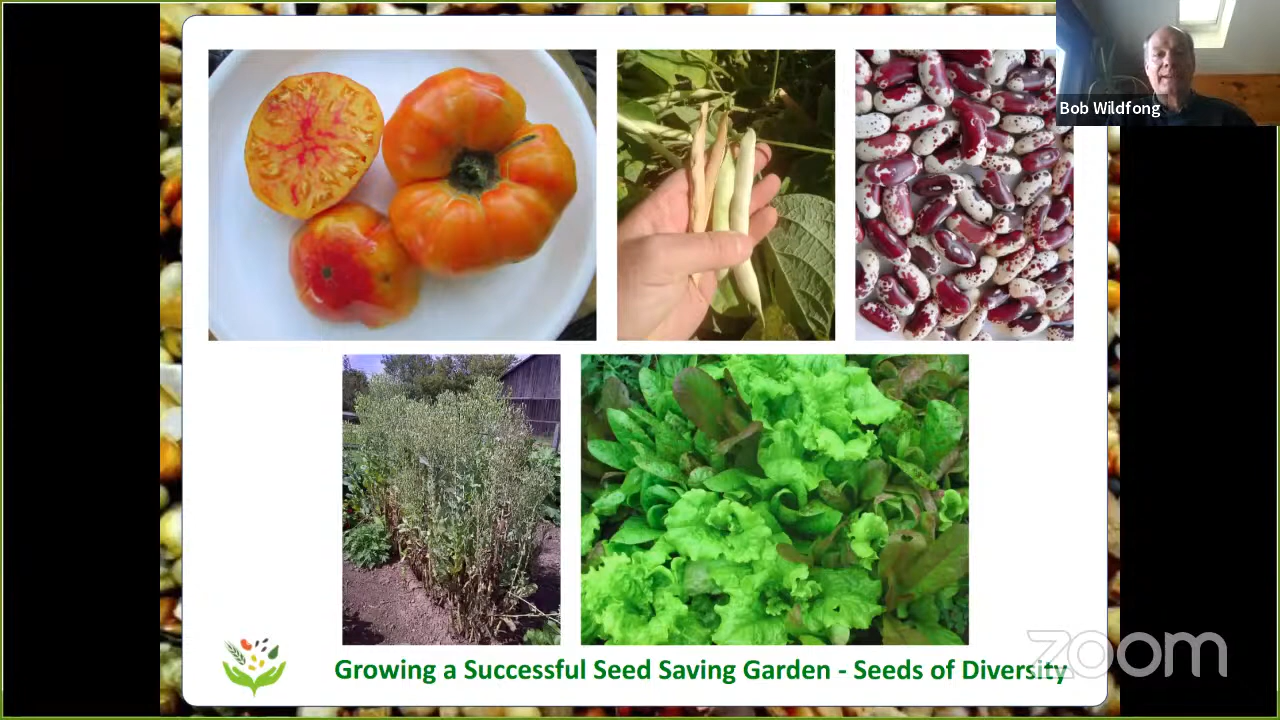 Bob Wildfong
Growing a Successful Seed Saving Garden - Seeds of Diversity
zoom